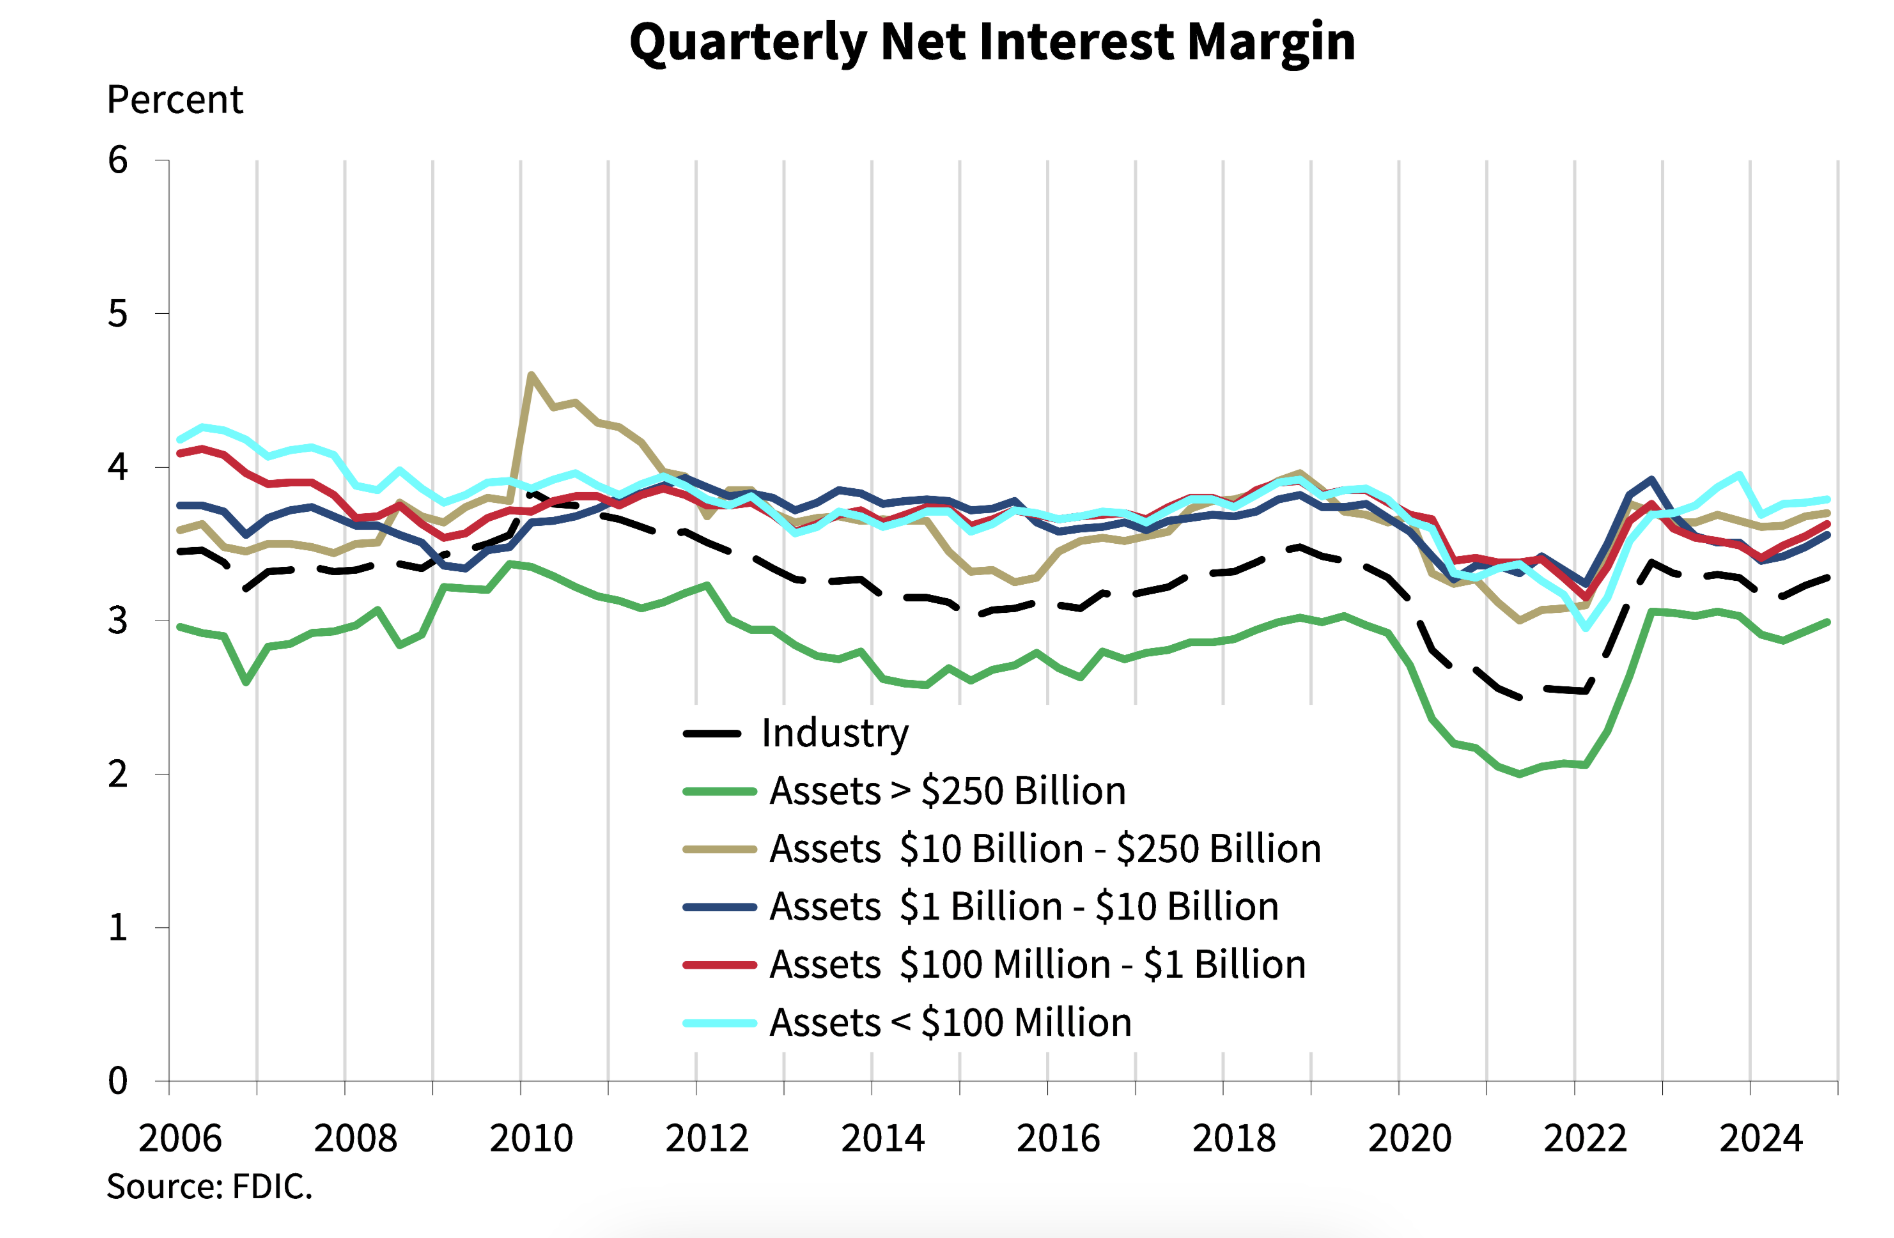 Quarterly Net Interest Margin
Percent
6
5
4
3
2
1
0
Industry
Assets > $250 Billion
Assets $10 Billion - $250 Billion
Assets $1 Billion - $10 Billion
Assets $100 Million - $1 Billion
Assets < $100 Million
2006 2008 2010 2012 2014 2016 2018 2020 2022 2024
Source: FDIC.